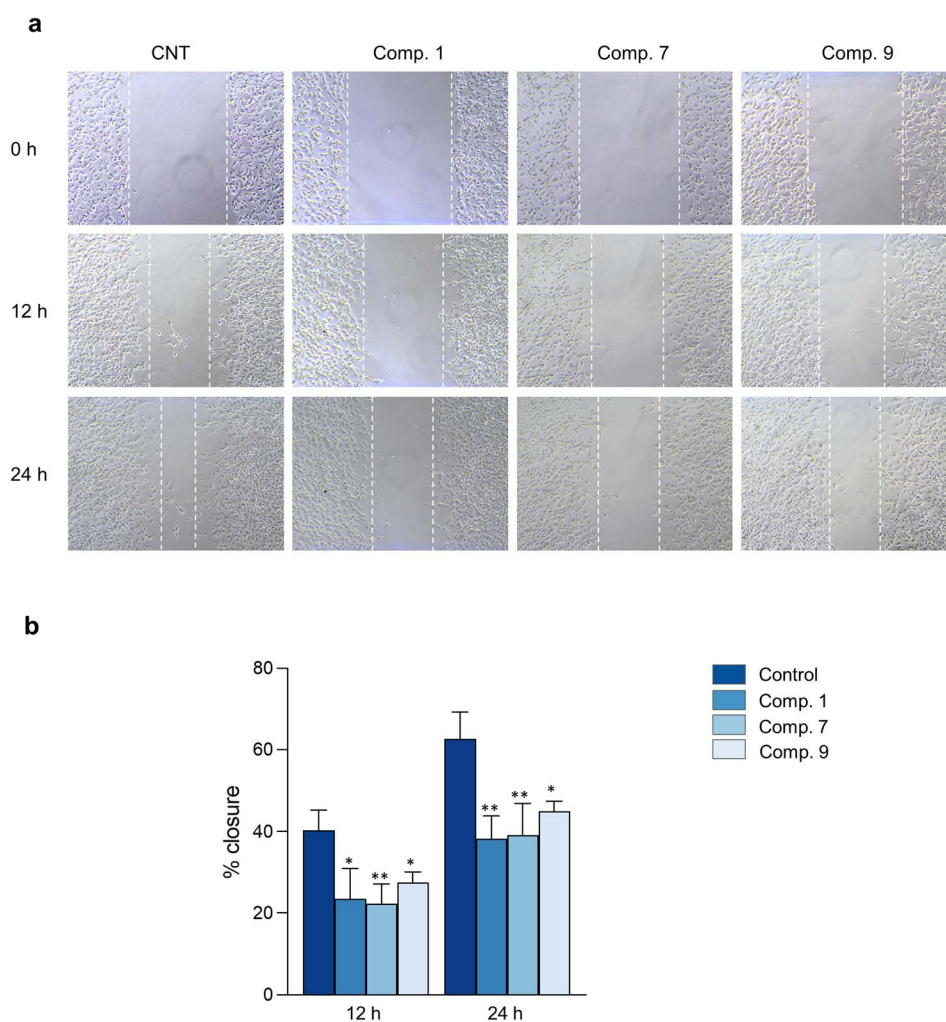 a
CNT Comp. 1 Comp. 7 Comp. 9
0 h
12 h
24 h
b
80
60
40
20
0
% closure
* ** *
** ** *
12 h 24 h
Control
Comp. 1
Comp. 7
Comp. 9